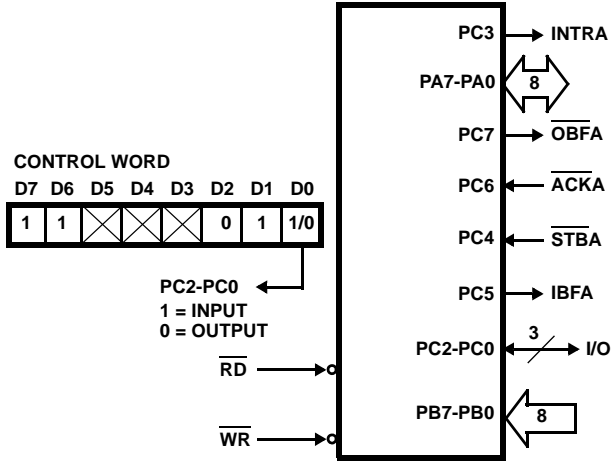 PC3 INTRA
PA7-PA0 8
PC7 OBFA
CONTROL WORD
D7 D6 D5 D4 D3 D2 D1 D0
1 1 0 1 1/0
PC6 ACKA
PC4 STBA
PC2-PC0
1 = INPUT
0 = OUTPUT
PC5 IBFA
PC2-PC0 3 I/O
RD
PB7-PB0 8
WR